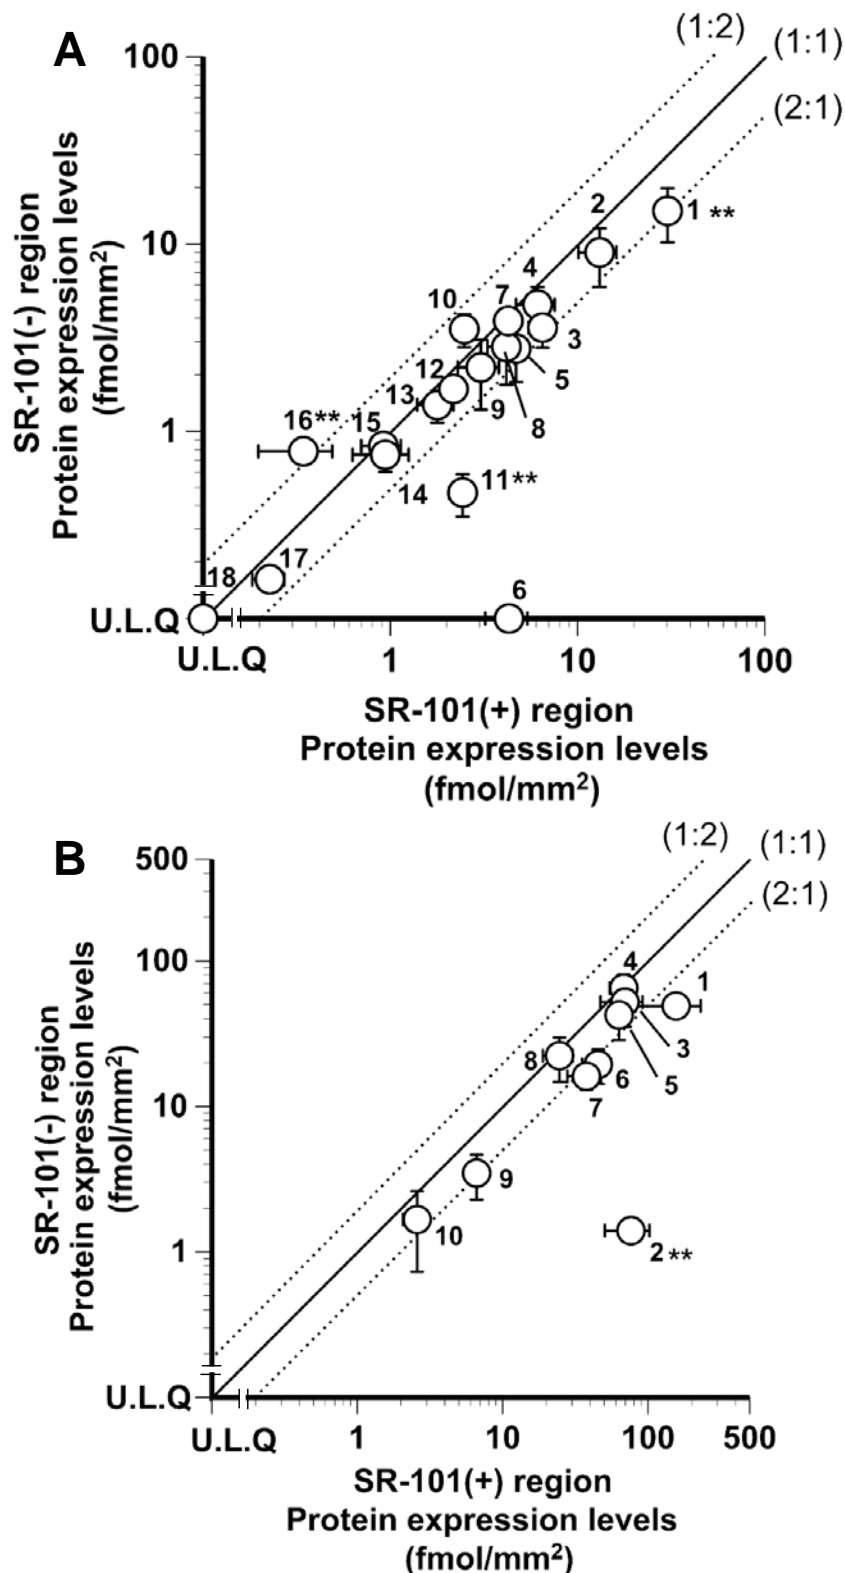 A
(1:2)
(1:1)
(2:1)
100
10
1
U.L.Q
SR-101(-) region
Protein expression levels
(fmol/mm²)
1 **
2
4
3
7
10
5
8
12
9
13
16**
15
14
11**
17
18
6
U.L.Q
1
10
100
SR-101(+) region
Protein expression levels
(fmol/mm²)
B
(1:2)
(1:1)
(2:1)
500
100
10
1
U.L.Q
SR-101(-) region
Protein expression levels
(fmol/mm²)
4
1
3
5
8
6
7
9
10
2 **
U.L.Q
1
10
100
500
SR-101(+) region
Protein expression levels
(fmol/mm²)